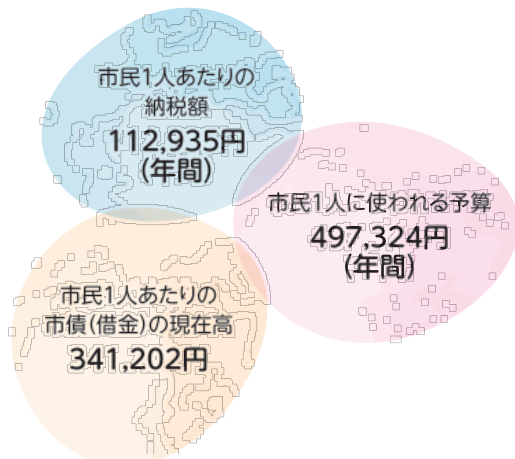 市民1人あたりの
納税額
112,935円
(年間)
市民1人に使われる予算
497,324円
(年間)
市民1人あたりの
市債(借金)の現在高
341,202円